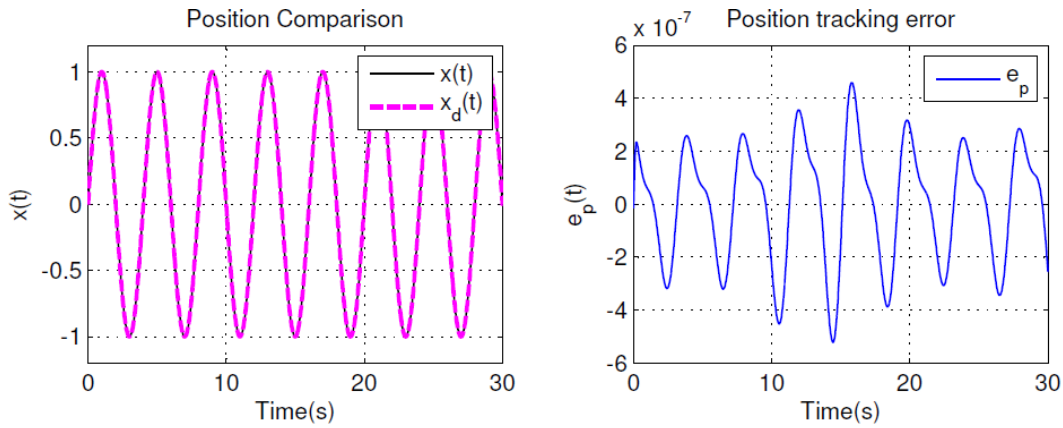 Position Comparison
1
0.5
0
-0.5
-1
x(t)
x(t)
x_d(t)
0
10
20
30
Time(s)
Position tracking error
x 10^-7
6
4
2
0
-2
-4
-6
e_p(t)
e_p
0
10
20
30
Time(s)